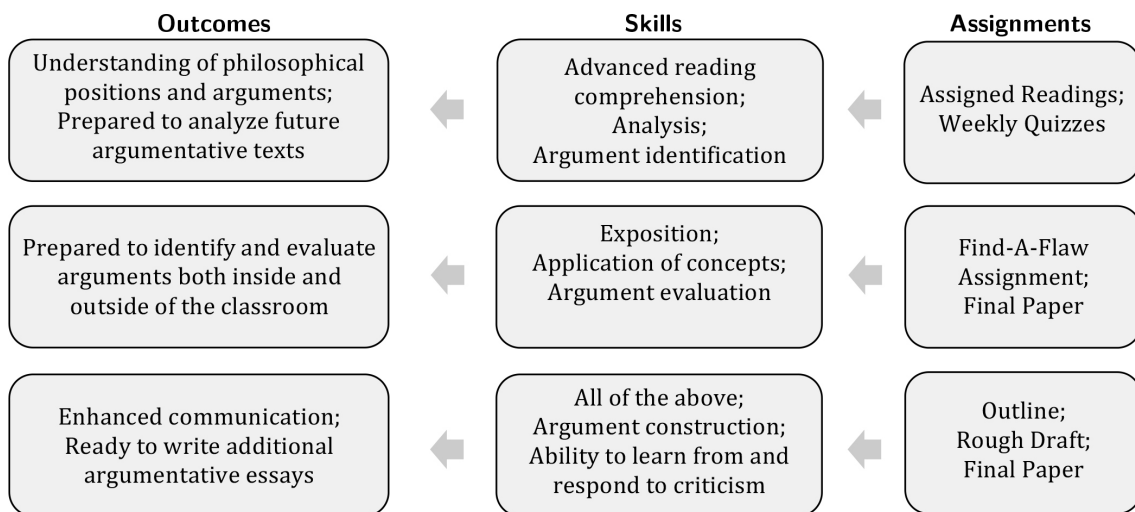 Outcomes
Skills
Assignments
Understanding of philosophical
positions and arguments;
Prepared to analyze future
argumentative texts
Advanced reading
comprehension;
Analysis;
Argument identification
Assigned Readings;
Weekly Quizzes
Prepared to identify and evaluate
arguments both inside and
outside of the classroom
Exposition;
Application of concepts;
Argument evaluation
Find-A-Flaw
Assignment;
Final Paper
Enhanced communication;
Ready to write additional
argumentative essays
All of the above;
Argument construction;
Ability to learn from and
respond to criticism
Outline;
Rough Draft;
Final Paper